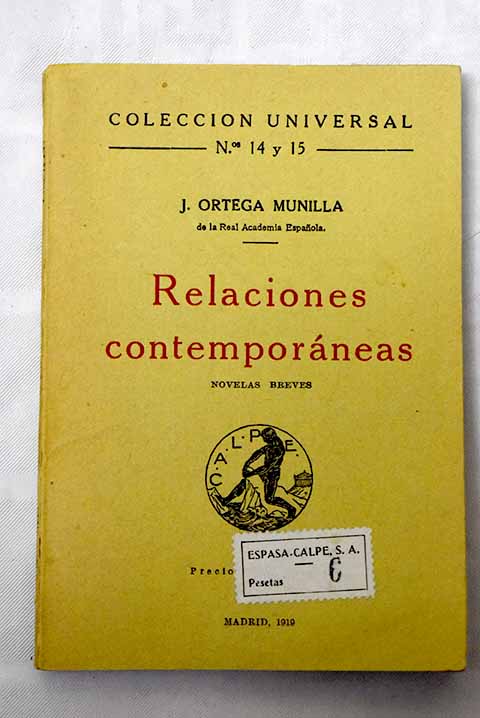 COLECCION UNIVERSAL
N.os 14 y 15
J. ORTEGA MUNILLA
de la Real Academia Española.
Relaciones
contemporáneas
NOVELAS BREVES
C.A.L.P.E.
ESPASA-CALPE, S. A.
Precio
Pesetas
MADRID, 1919